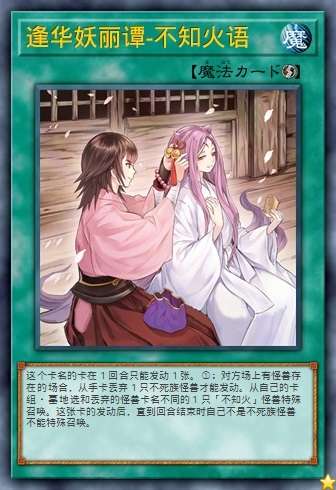 逢华妖丽谭-不知火语
魔
【魔法カード】
这个卡名的卡在１回合只能发动１张。①：对方场上有怪兽存
在的场合，从手卡丢弃１只不死族怪兽才能发动。从自己的卡
组・墓地选和丢弃的怪兽卡名不同的１只「不知火」怪兽特殊
召唤。这张卡的发动后，直到回合结束时自己不是不死族怪兽
不能特殊召唤。